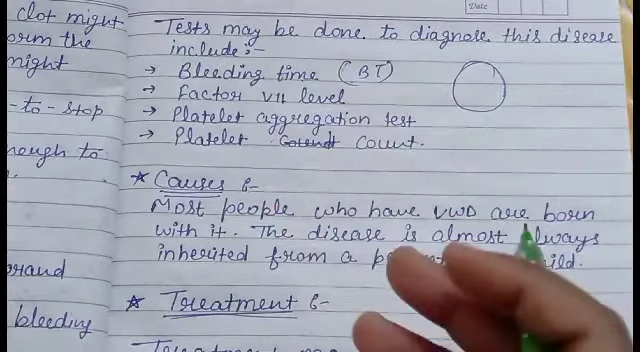 Date
clot might
orm the
night
-to-stop
nough to
brand
bleeding
Tests may be done to diagnose this disease
include:-
→ Bleeding time (BT)
→ Factor VII level
→ Platelet aggregation test
→ Platelet count.
* Causes :-
Most people who have VWD are born
with it. The disease is almost always
inherited from a
* Treatment :-